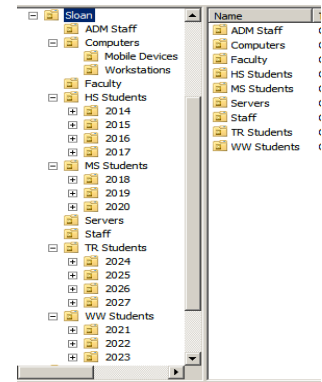 Sloan
ADM Staff
Computers
Mobile Devices
Workstations
Faculty
HS Students
2014
2015
2016
2017
MS Students
2018
2019
2020
Servers
Staff
TR Students
2024
2025
2026
2027
WW Students
2021
2022
2023
Name
ADM Staff
Computers
Faculty
HS Students
MS Students
Servers
Staff
TR Students
WW Students